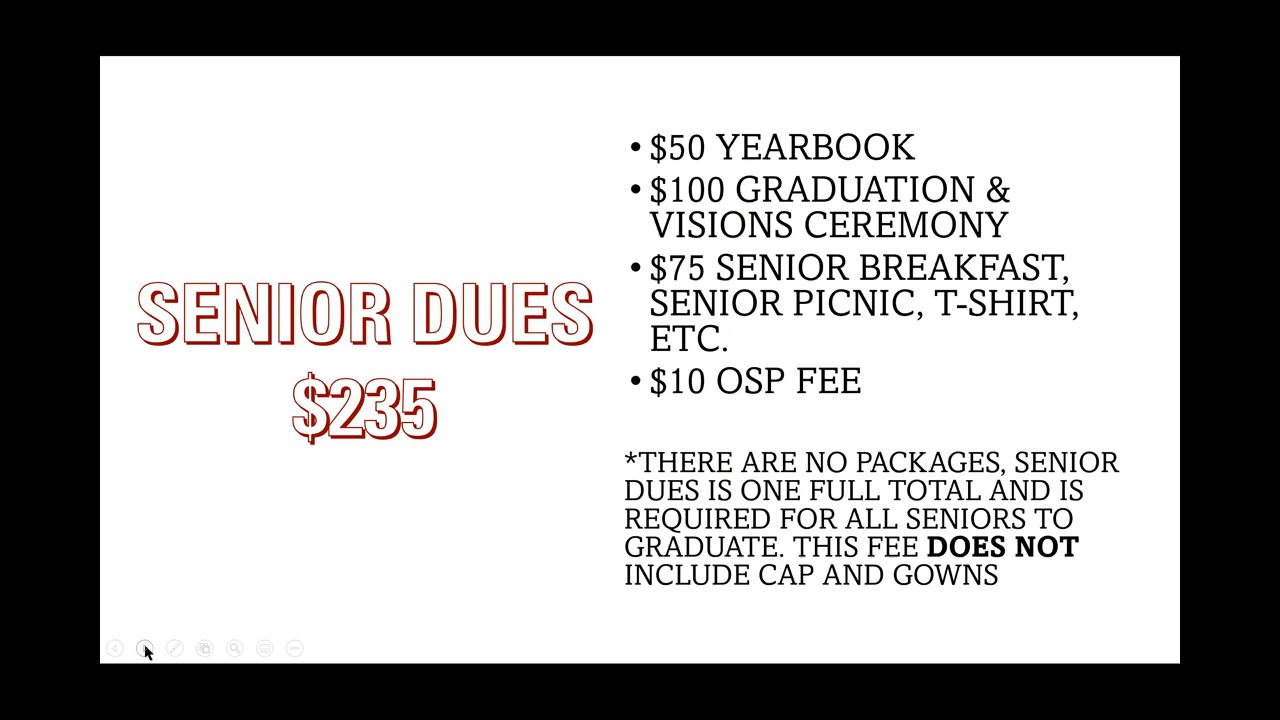 SENIOR DUES
$235
• $50 YEARBOOK
• $100 GRADUATION &
VISIONS CEREMONY
• $75 SENIOR BREAKFAST,
SENIOR PICNIC, T-SHIRT,
ETC.
• $10 OSP FEE
*THERE ARE NO PACKAGES, SENIOR
DUES IS ONE FULL TOTAL AND IS
REQUIRED FOR ALL SENIORS TO
GRADUATE. THIS FEE DOES NOT
INCLUDE CAP AND GOWNS